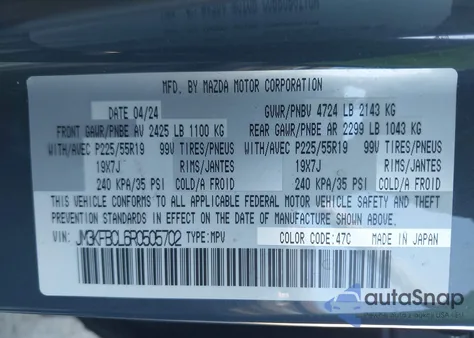 MFD. BY MAZDA MOTOR CORPORATION
DATE 04/24 GVWR/PNBV 4724 LB 2143 KG
FRONT GAWR/PNBE AV 2425 LB 1100 KG REAR GAWR/PNBE AR 2299 LB 1043 KG
WITH/AVEC P225/55R19 99V TIRES/PNEUS WITH/AVEC P225/55R19 99V TIRES/PNEUS
19X7J RIMS/JANTES 19X7J RIMS/JANTES
240 KPA/35 PSI COLD/A FROID 240 KPA/35 PSI COLD/A FROID
THIS VEHICLE CONFORMS TO ALL APPLICABLE FEDERAL MOTOR VEHICLE SAFETY AND THEFT
PREVENTION STANDARDS IN EFFECT ON THE DATE OF MANUFACTURE SHOWN ABOVE.
VIN: JM3KFBCL6R0505702 TYPE:MPV COLOR CODE:47C MADE IN JAPAN
autoSnap